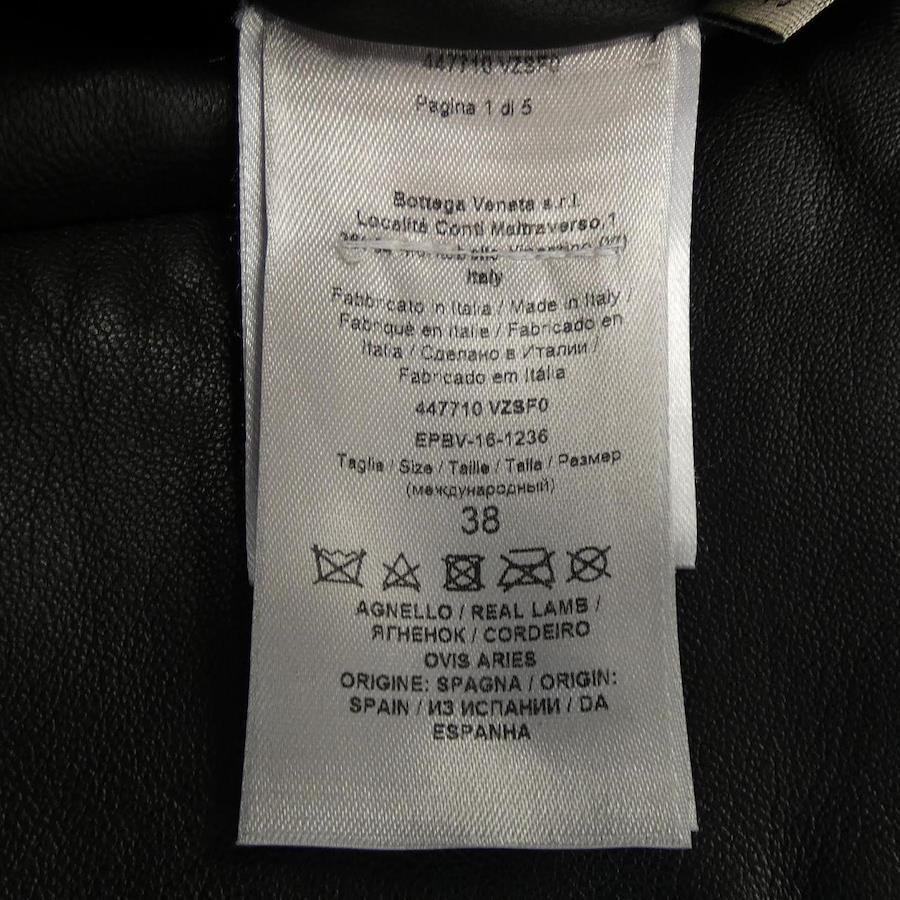 447710 VZSF0
Pagina 1 di 5
Bottega Veneta s.r.l.
Località Conti Maltraverso,1
Italy
Fabbricato in Italia / Made in Italy /
Fabriqué en Italie / Fabricado en
Italia / Сделано в Италии /
Fabricado em Itália
447710 VZSF0
EPBV-16-1236
Taglia / Size / Taille / Talla / Размер
(международный)
38
AGNELLO / REAL LAMB /
ЯГНЕНОК / CORDEIRO
OVIS ARIES
ORIGINE: SPAGNA / ORIGIN:
SPAIN / ИЗ ИСПАНИИ / DA
ESPANHA